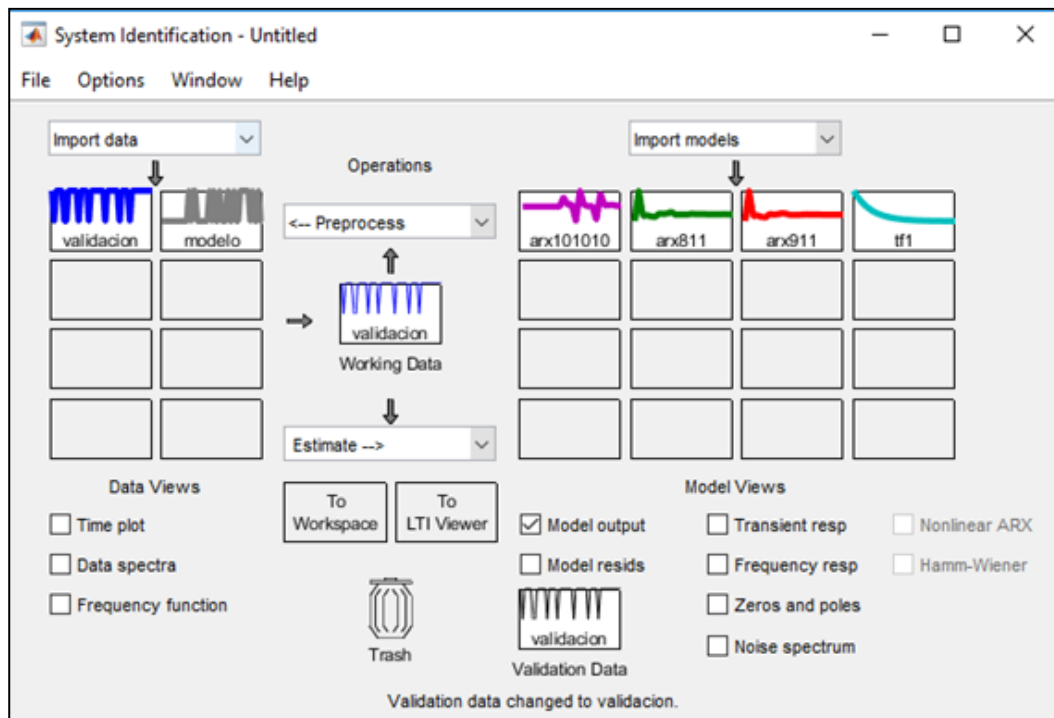 System Identification - Untitled
File Options Window Help
Import data
Import models
Operations
validacion
modelo
<-- Preprocess
arx101010
arx811
arx911
tf1
validacion
Working Data
Estimate -->
Data Views
Model Views
To
Workspace
To
LTI Viewer
Time plot
Data spectra
Frequency function
Model output
Model resids
Transient resp
Frequency resp
Zeros and poles
Noise spectrum
Nonlinear ARX
Hamm-Wiener
Trash
validacion
Validation Data
Validation data changed to validacion.